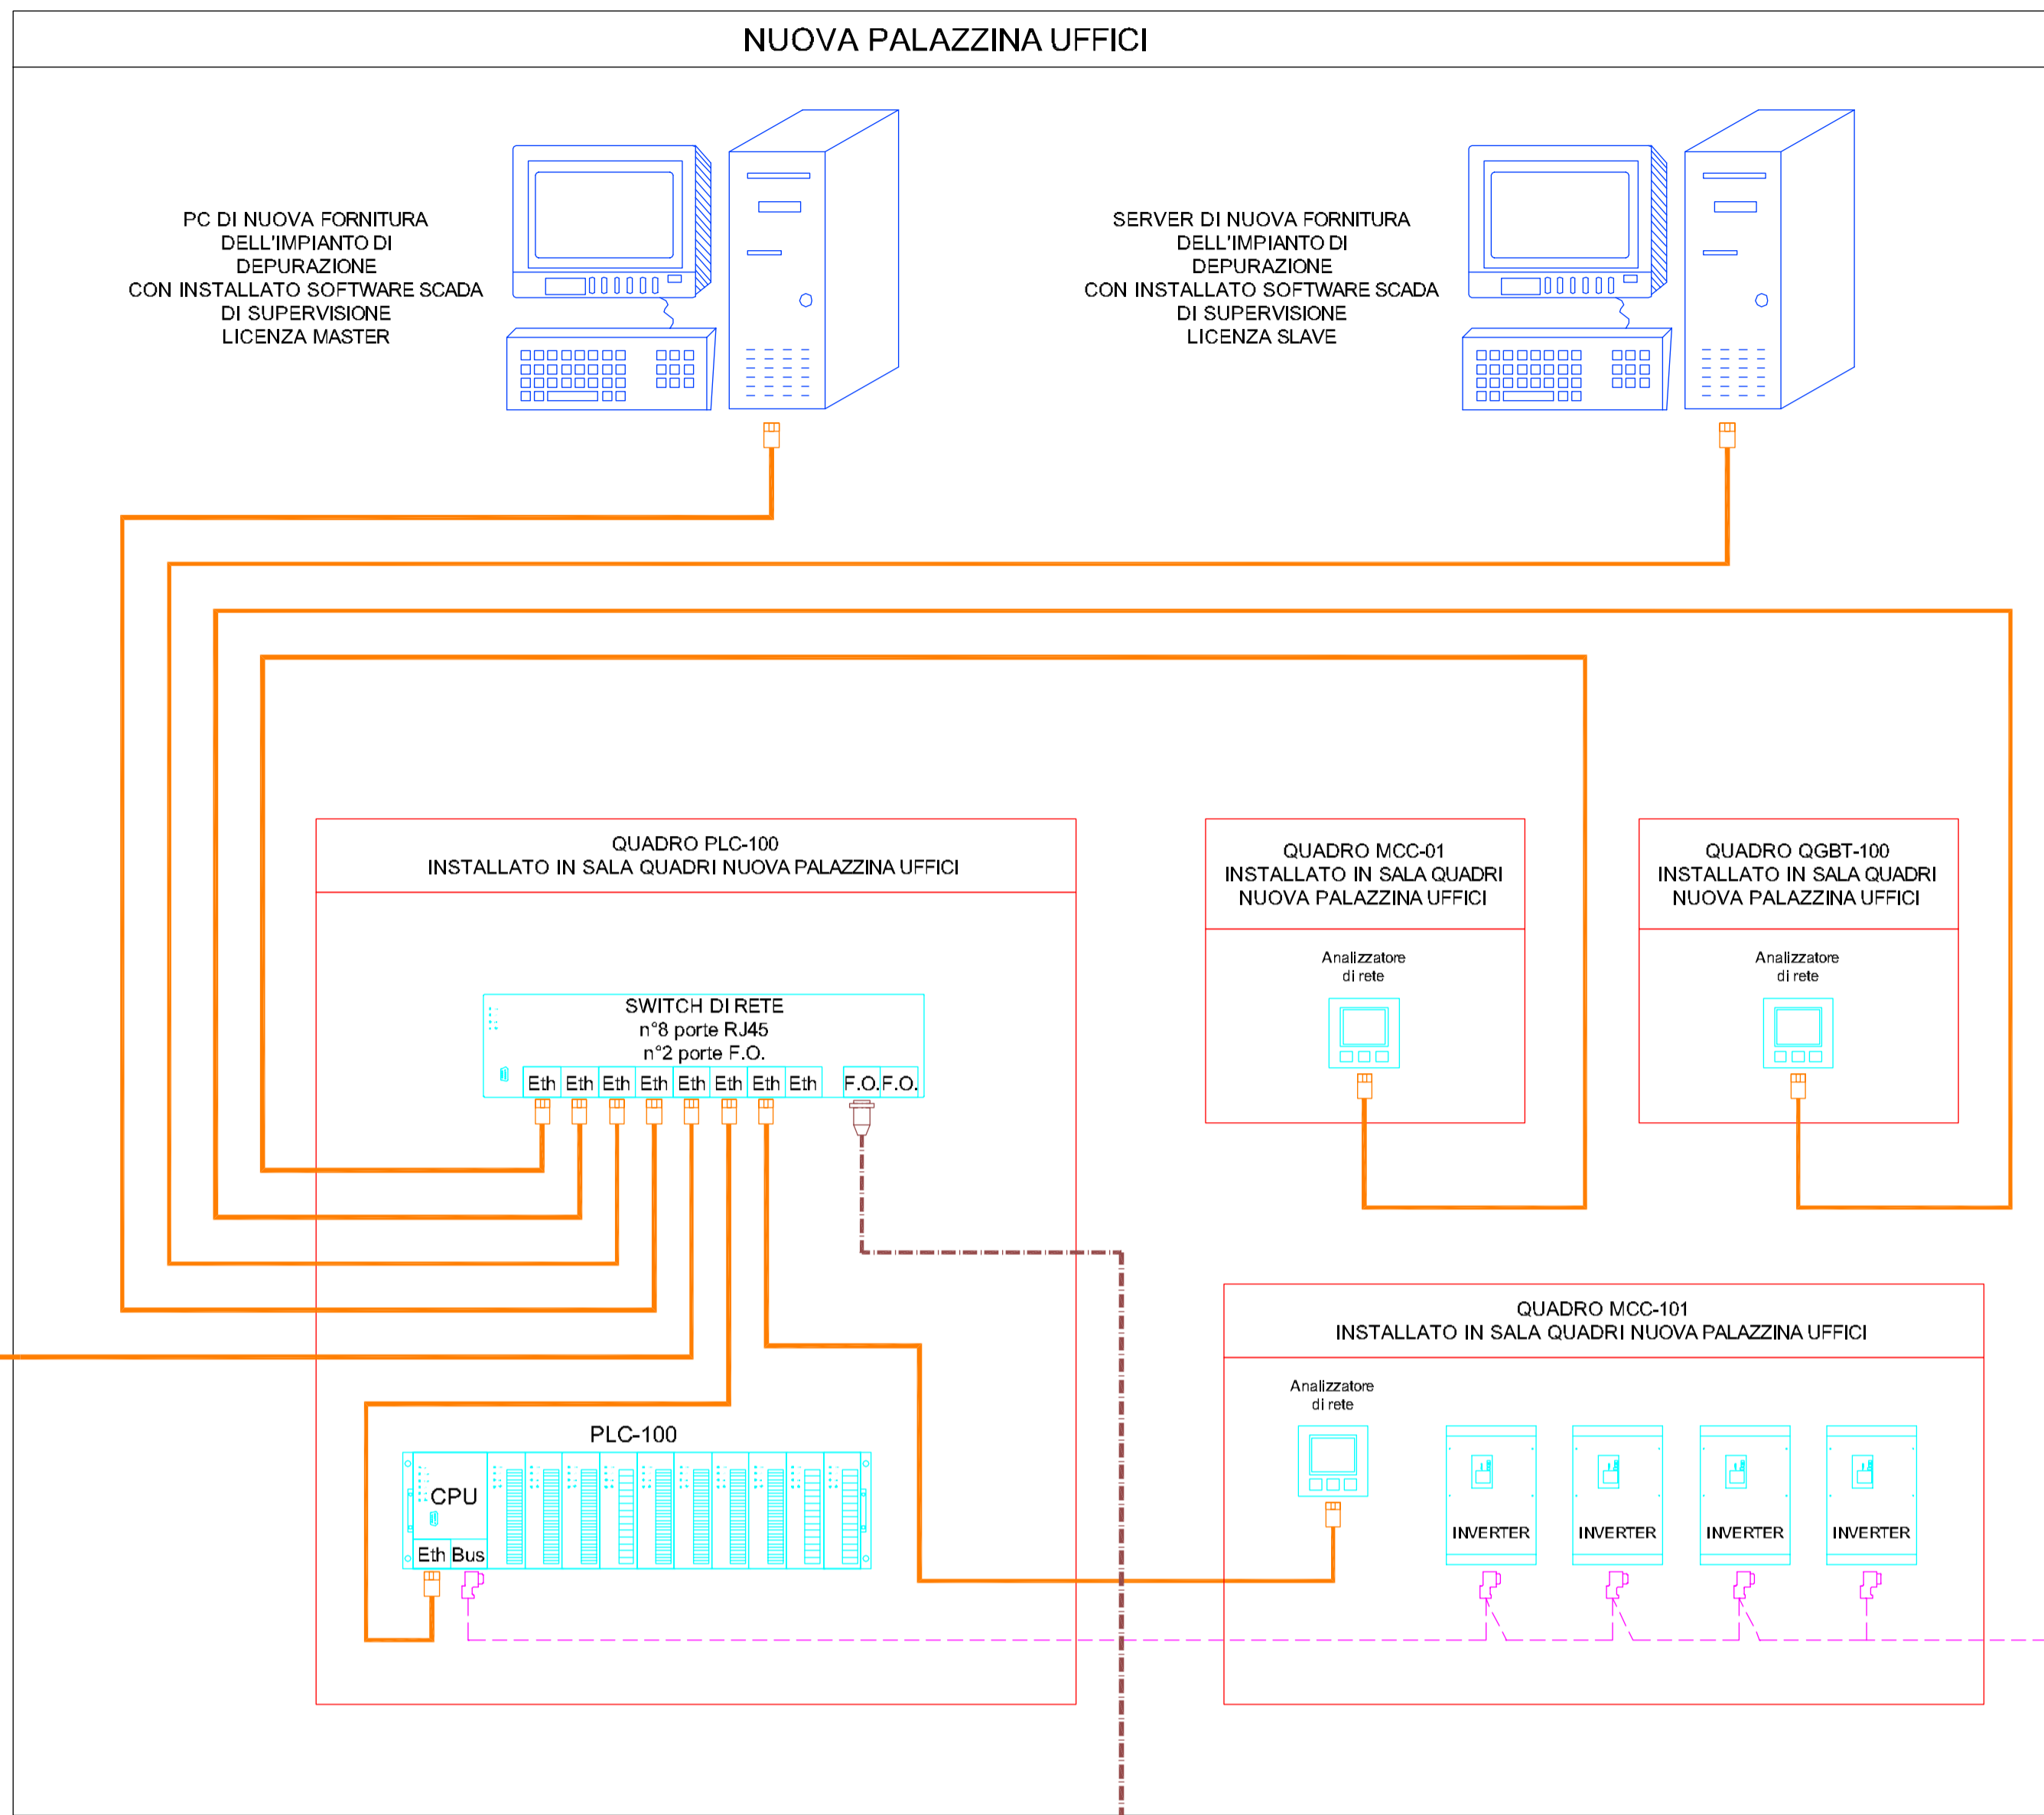 NUOVA PALAZZINA UFFICI
PC DI NUOVA FORNITURA
DELL'IMPIANTO DI
DEPURAZIONE
CON INSTALLATO SOFTWARE SCADA
DI SUPERVISIONE
LICENZA MASTER
SERVER DI NUOVA FORNITURA
DELL'IMPIANTO DI
DEPURAZIONE
CON INSTALLATO SOFTWARE SCADA
DI SUPERVISIONE
LICENZA SLAVE
QUADRO PLC-100
INSTALLATO IN SALA QUADRI NUOVA PALAZZINA UFFICI
SWITCH DI RETE
n°8 porte RJ45
n°2 porte F.O.
Eth Eth Eth Eth Eth Eth Eth Eth F.O. F.O.
QUADRO MCC-01
INSTALLATO IN SALA QUADRI
NUOVA PALAZZINA UFFICI
Analizzatore
di rete
QUADRO QGBT-100
INSTALLATO IN SALA QUADRI
NUOVA PALAZZINA UFFICI
Analizzatore
di rete
PLC-100
CPU
Eth Bus
QUADRO MCC-101
INSTALLATO IN SALA QUADRI NUOVA PALAZZINA UFFICI
Analizzatore
di rete
INVERTER INVERTER INVERTER INVERTER